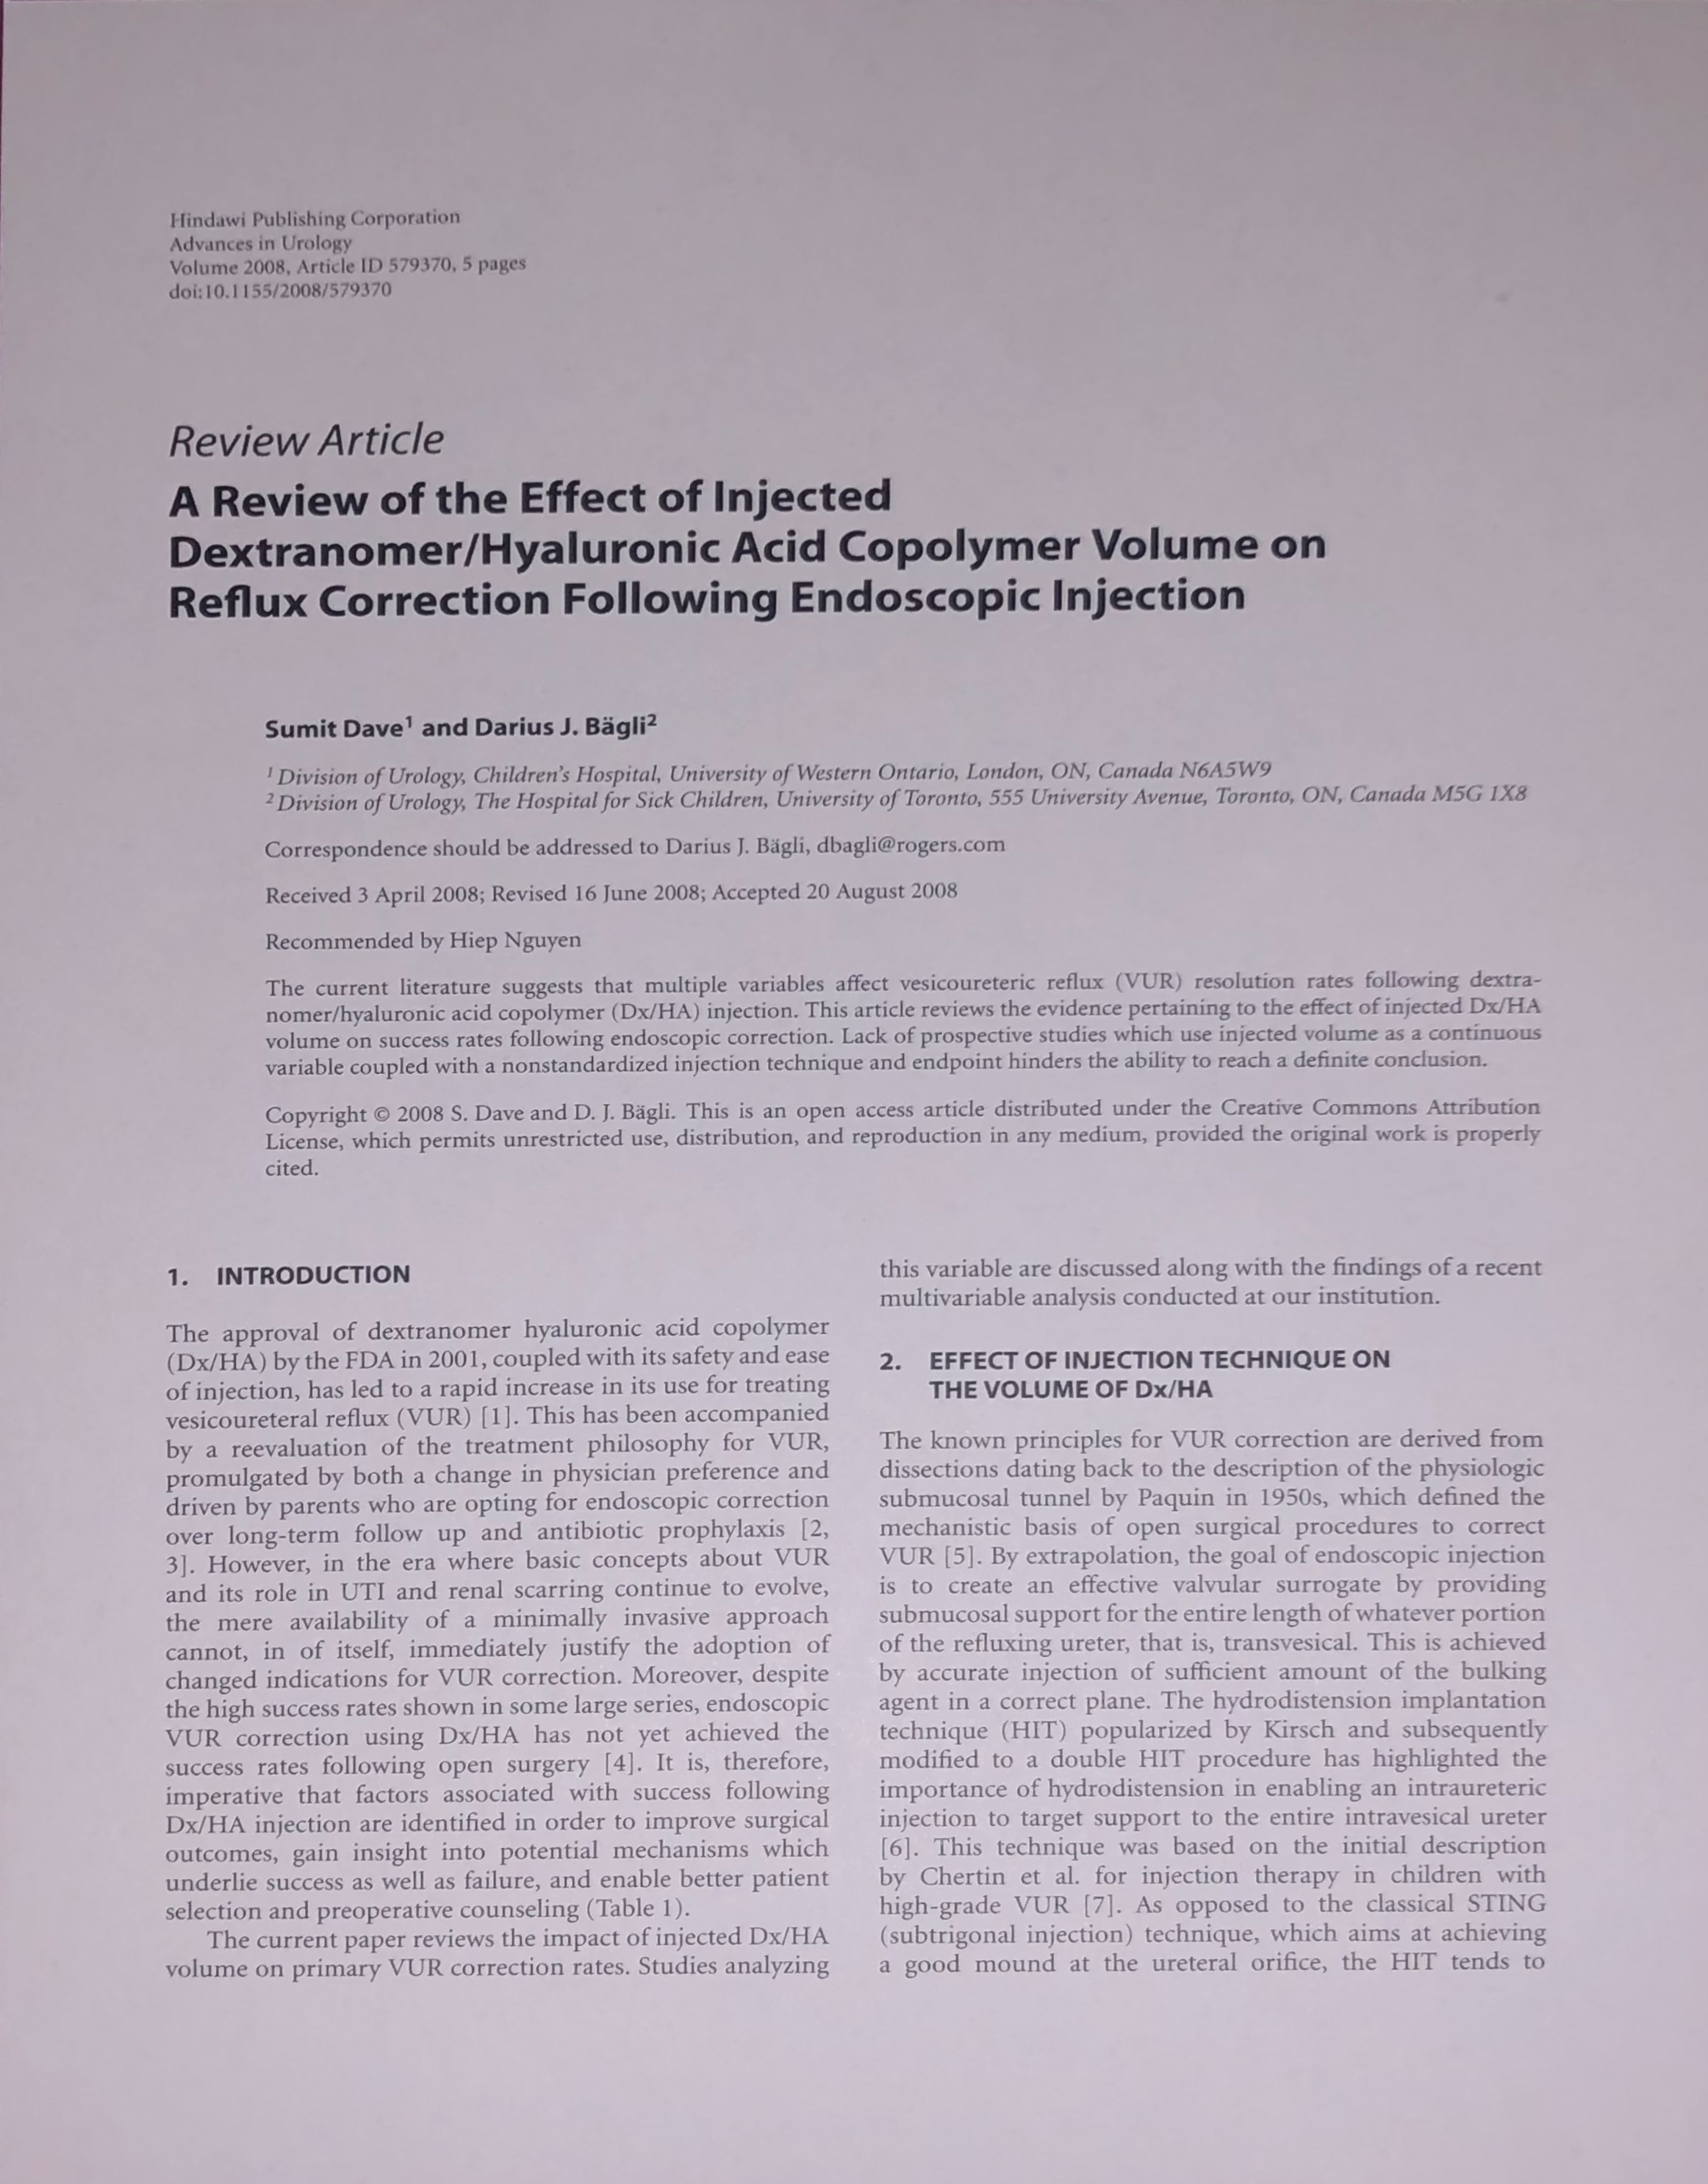 Hindawi Publishing Corporation
Advances in Urology
Volume 2008, Article ID 579370, 5 pages
doi:10.1155/2008/579370
Review Article
A Review of the Effect of Injected
Dextranomer/Hyaluronic Acid Copolymer Volume on
Reflux Correction Following Endoscopic Injection
Sumit Dave¹ and Darius J. Bägli²
¹ Division of Urology, Children's Hospital, University of Western Ontario, London, ON, Canada N6A5W9
² Division of Urology, The Hospital for Sick Children, University of Toronto, 555 University Avenue, Toronto, ON, Canada M5G 1X8
Correspondence should be addressed to Darius J. Bägli, dbagli@rogers.com
Received 3 April 2008; Revised 16 June 2008; Accepted 20 August 2008
Recommended by Hiep Nguyen
The current literature suggests that multiple variables affect vesicoureteric reflux (VUR) resolution rates following dextra-
nomer/hyaluronic acid copolymer (Dx/HA) injection. This article reviews the evidence pertaining to the effect of injected Dx/HA
volume on success rates following endoscopic correction. Lack of prospective studies which use injected volume as a continuous
variable coupled with a nonstandardized injection technique and endpoint hinders the ability to reach a definite conclusion.
Copyright © 2008 S. Dave and D. J. Bägli. This is an open access article distributed under the Creative Commons Attribution
License, which permits unrestricted use, distribution, and reproduction in any medium, provided the original work is properly
cited.
1. INTRODUCTION
The approval of dextranomer hyaluronic acid copolymer
(Dx/HA) by the FDA in 2001, coupled with its safety and ease
of injection, has led to a rapid increase in its use for treating
vesicoureteral reflux (VUR) [1]. This has been accompanied
by a reevaluation of the treatment philosophy for VUR,
promulgated by both a change in physician preference and
driven by parents who are opting for endoscopic correction
over long-term follow up and antibiotic prophylaxis [2,
3]. However, in the era where basic concepts about VUR
and its role in UTI and renal scarring continue to evolve,
the mere availability of a minimally invasive approach
cannot, in of itself, immediately justify the adoption of
changed indications for VUR correction. Moreover, despite
the high success rates shown in some large series, endoscopic
VUR correction using Dx/HA has not yet achieved the
success rates following open surgery [4]. It is, therefore,
imperative that factors associated with success following
Dx/HA injection are identified in order to improve surgical
outcomes, gain insight into potential mechanisms which
underlie success as well as failure, and enable better patient
selection and preoperative counseling (Table 1).
The current paper reviews the impact of injected Dx/HA
volume on primary VUR correction rates. Studies analyzing
this variable are discussed along with the findings of a recent
multivariable analysis conducted at our institution.
2. EFFECT OF INJECTION TECHNIQUE ON
THE VOLUME OF Dx/HA
The known principles for VUR correction are derived from
dissections dating back to the description of the physiologic
submucosal tunnel by Paquin in 1950s, which defined the
mechanistic basis of open surgical procedures to correct
VUR [5]. By extrapolation, the goal of endoscopic injection
is to create an effective valvular surrogate by providing
submucosal support for the entire length of whatever portion
of the refluxing ureter, that is, transvesical. This is achieved
by accurate injection of sufficient amount of the bulking
agent in a correct plane. The hydrodistension implantation
technique (HIT) popularized by Kirsch and subsequently
modified to a double HIT procedure has highlighted the
importance of hydrodistension in enabling an intraureteric
injection to target support to the entire intravesical ureter
[6]. This technique was based on the initial description
by Chertin et al. for injection therapy in children with
high-grade VUR [7]. As opposed to the classical STING
(subtrigonal injection) technique, which aims at achieving
a good mound at the ureteral orifice, the HIT tends to